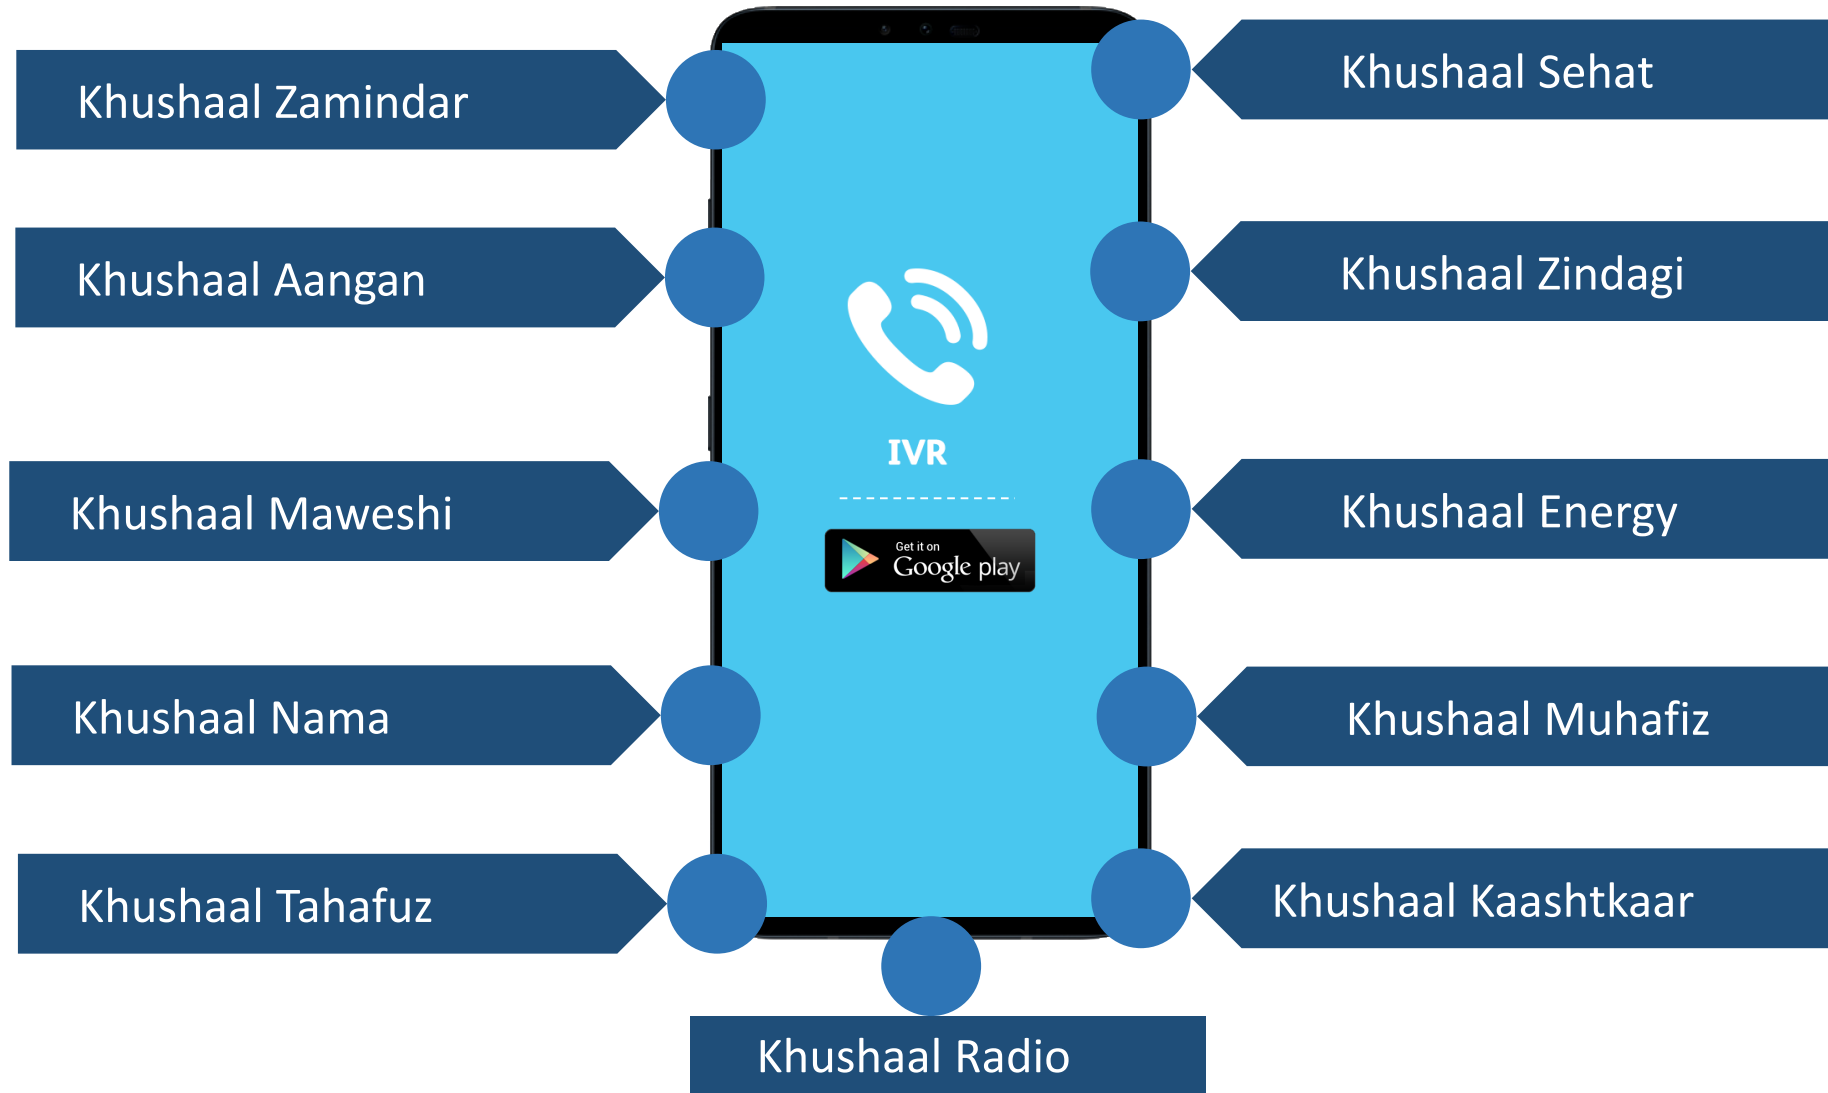 Khushaal Zamindar
Khushaal Aangan
Khushaal Maweshi
Khushaal Nama
Khushaal Tahafuz
IVR
Get it on
Google play
Khushaal Sehat
Khushaal Zindagi
Khushaal Energy
Khushaal Muhafiz
Khushaal Kaashtkaar
Khushaal Radio